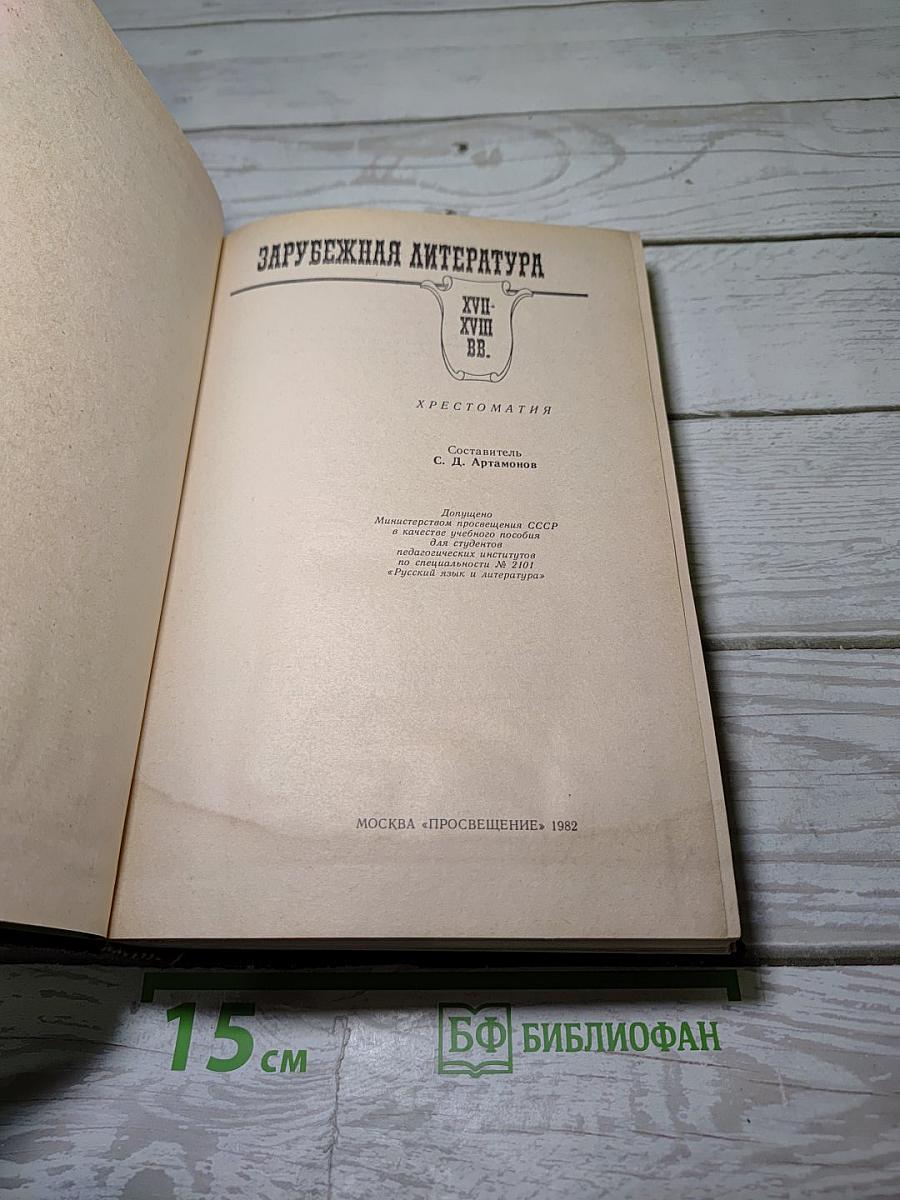 ЗАРУБЕЖНАЯ ЛИТЕРАТУРА
XVII-
XVIII
ВВ.
ХРЕСТОМАТИЯ
Составитель
С. Д. Артамонов
Допущено
Министерством просвещения СССР
в качестве учебного пособия
для студентов
педагогических институтов
по специальности № 2101
«Русский язык и литература»
МОСКВА «ПРОСВЕЩЕНИЕ» 1982
15 см
БФ БИБЛИОФАН